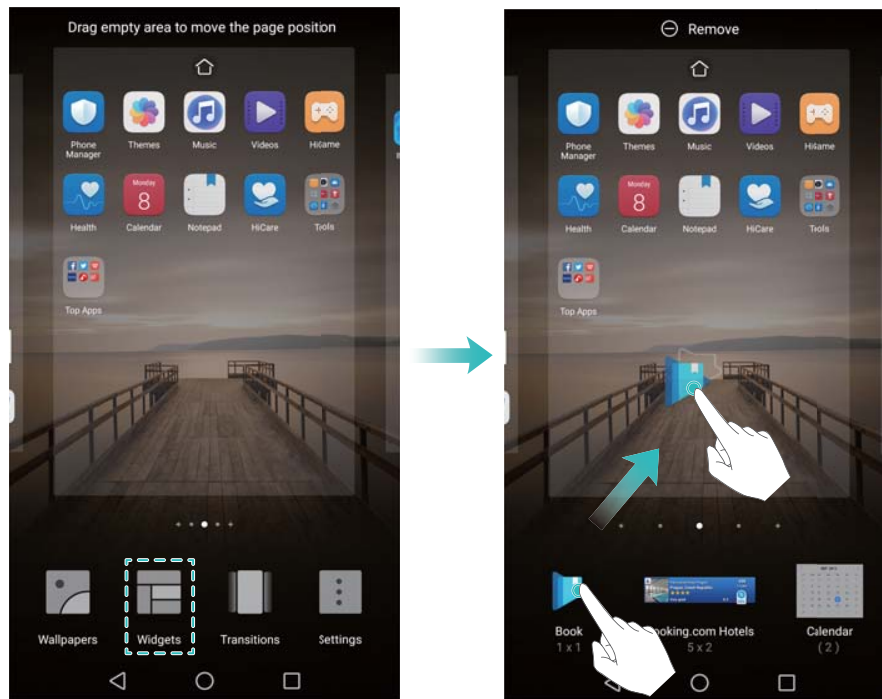 Drag empty area to move the page position
Phone
Manager
Themes
Music
Videos
HiGame
Monday
8
Health
Calendar
Notepad
HiCare
Tools
Top Apps
Wallpapers
Widgets
Transitions
Settings
Remove
Phone
Manager
Themes
Music
Videos
HiGame
Monday
8
Health
Calendar
Notepad
HiCare
Tools
Top Apps
Book
1 x 1
ooking.com Hotels
5 x 2
Calendar
(2)